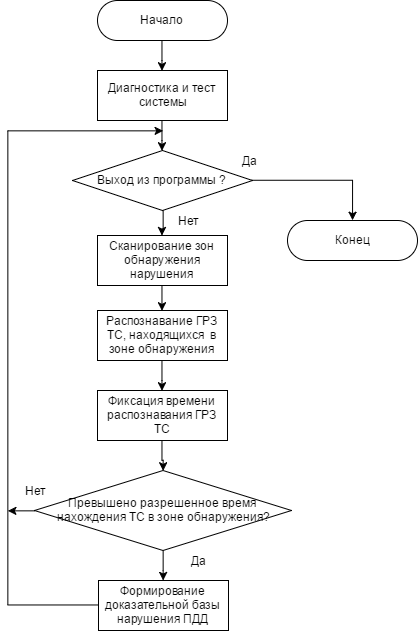 Начало
Диагностика и тест
системы
Да
Выход из программы ?
Нет
Конец
Сканирование зон
обнаружения
нарушения
Распознавание ГРЗ
ТС, находящихся в
зоне обнаружения
Фиксация времени
распознавания ГРЗ
ТС
Нет
Превышено разрешенное время
нахождения ТС в зоне обнаружения?
Да
Формирование
доказательной базы
нарушения ПДД